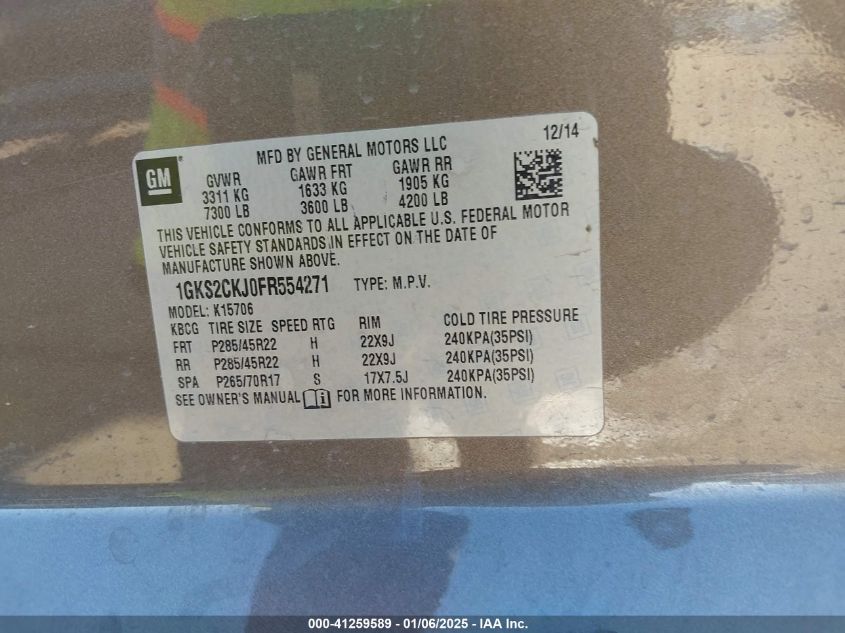 MFD BY GENERAL MOTORS LLC 12/14
GM
GVWR GAWR FRT GAWR RR
3311 KG 1633 KG 1905 KG
7300 LB 3600 LB 4200 LB
THIS VEHICLE CONFORMS TO ALL APPLICABLE U.S. FEDERAL MOTOR
VEHICLE SAFETY STANDARDS IN EFFECT ON THE DATE OF
MANUFACTURE SHOWN ABOVE.
1GKS2CKJ0FR554271 TYPE: M.P.V.
MODEL: K15706
KBCG TIRE SIZE SPEED RTG RIM COLD TIRE PRESSURE
FRT P285/45R22 H 22X9J 240KPA(35PSI)
RR P285/45R22 H 22X9J 240KPA(35PSI)
SPA P265/70R17 S 17X7.5J 240KPA(35PSI)
SEE OWNER'S MANUAL FOR MORE INFORMATION.
000-41259589 - 01/06/2025 - IAA Inc.